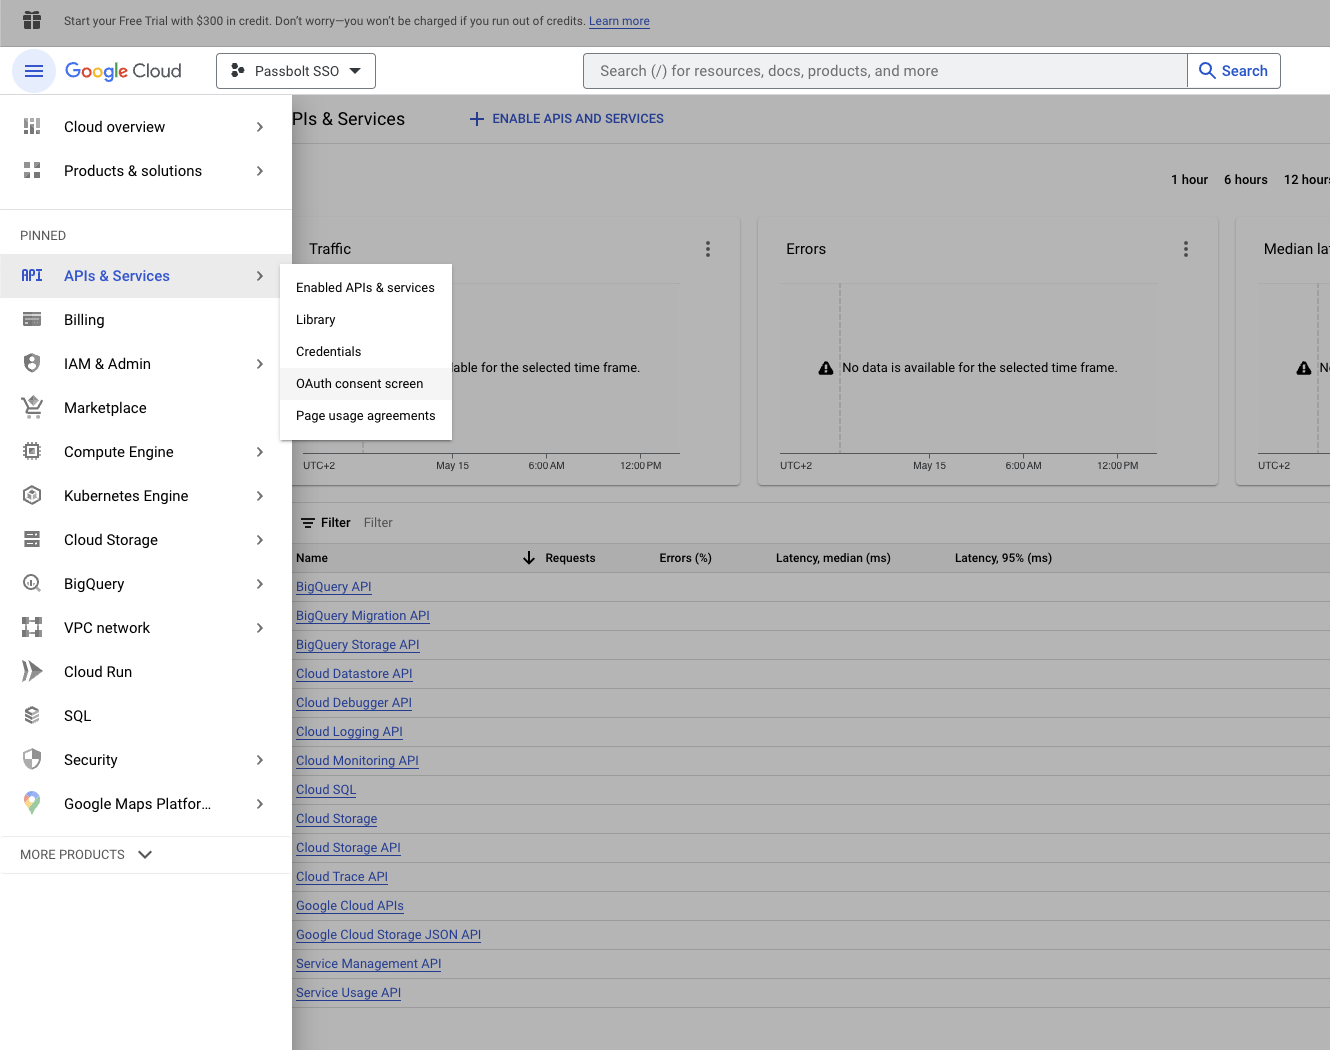 Start your Free Trial with $300 in credit. Don't worry—you won't be charged if you run out of credits. Learn more
Google Cloud
Passbolt SSO
Search (/) for resources, docs, products, and more
Search
Cloud overview
Products & solutions
PINNED
APIs & Services
Billing
IAM & Admin
Marketplace
Compute Engine
Kubernetes Engine
Cloud Storage
BigQuery
VPC network
Cloud Run
SQL
Security
Google Maps Platfor...
MORE PRODUCTS
Enabled APIs & services
Library
Credentials
OAuth consent screen
Page usage agreements
PIs & Services
ENABLE APIS AND SERVICES
1 hour 6 hours 12 hours
Traffic
lable for the selected time frame.
UTC+2 May 15 6:00 AM 12:00 PM
Errors
No data is available for the selected time frame.
UTC+2 May 15 6:00 AM 12:00 PM
Median la
N
UTC+2
Filter Filter
Name Requests Errors (%) Latency, median (ms) Latency, 95% (ms)
BigQuery API
BigQuery Migration API
BigQuery Storage API
Cloud Datastore API
Cloud Debugger API
Cloud Logging API
Cloud Monitoring API
Cloud SQL
Cloud Storage
Cloud Storage API
Cloud Trace API
Google Cloud APIs
Google Cloud Storage JSON API
Service Management API
Service Usage API